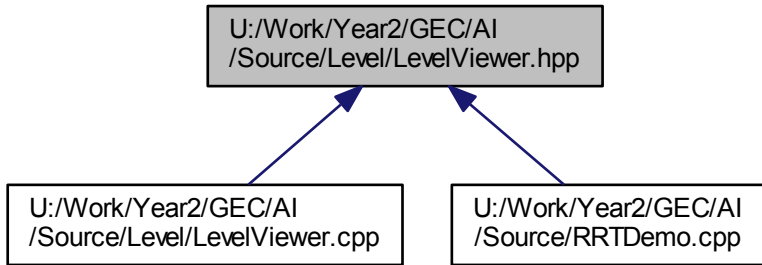 U:/Work/Year2/GEC/AI
/Source/Level/LevelViewer.hpp
U:/Work/Year2/GEC/AI
/Source/Level/LevelViewer.cpp
U:/Work/Year2/GEC/AI
/Source/RRTDemo.cpp